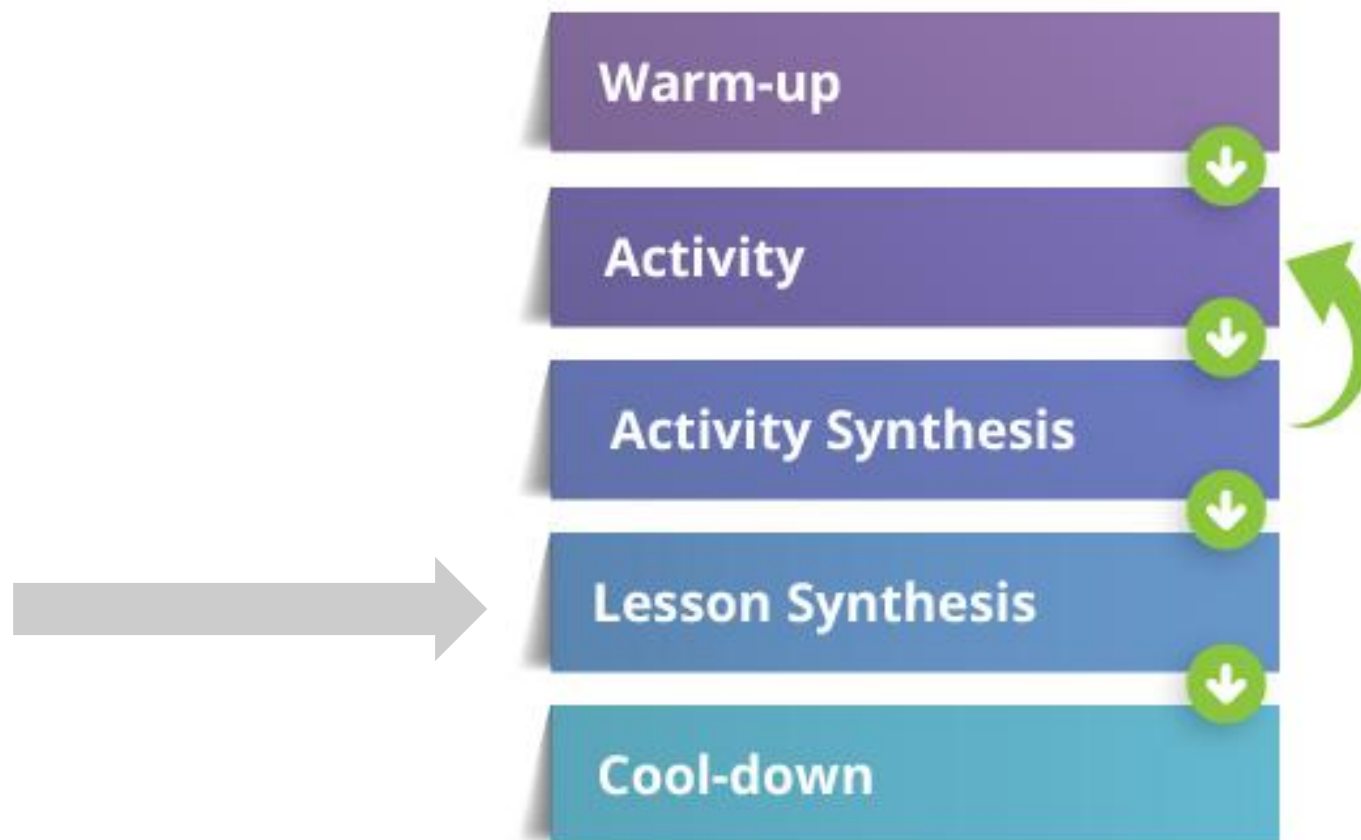 Warm-up
Activity
Activity Synthesis
Lesson Synthesis
Cool-down